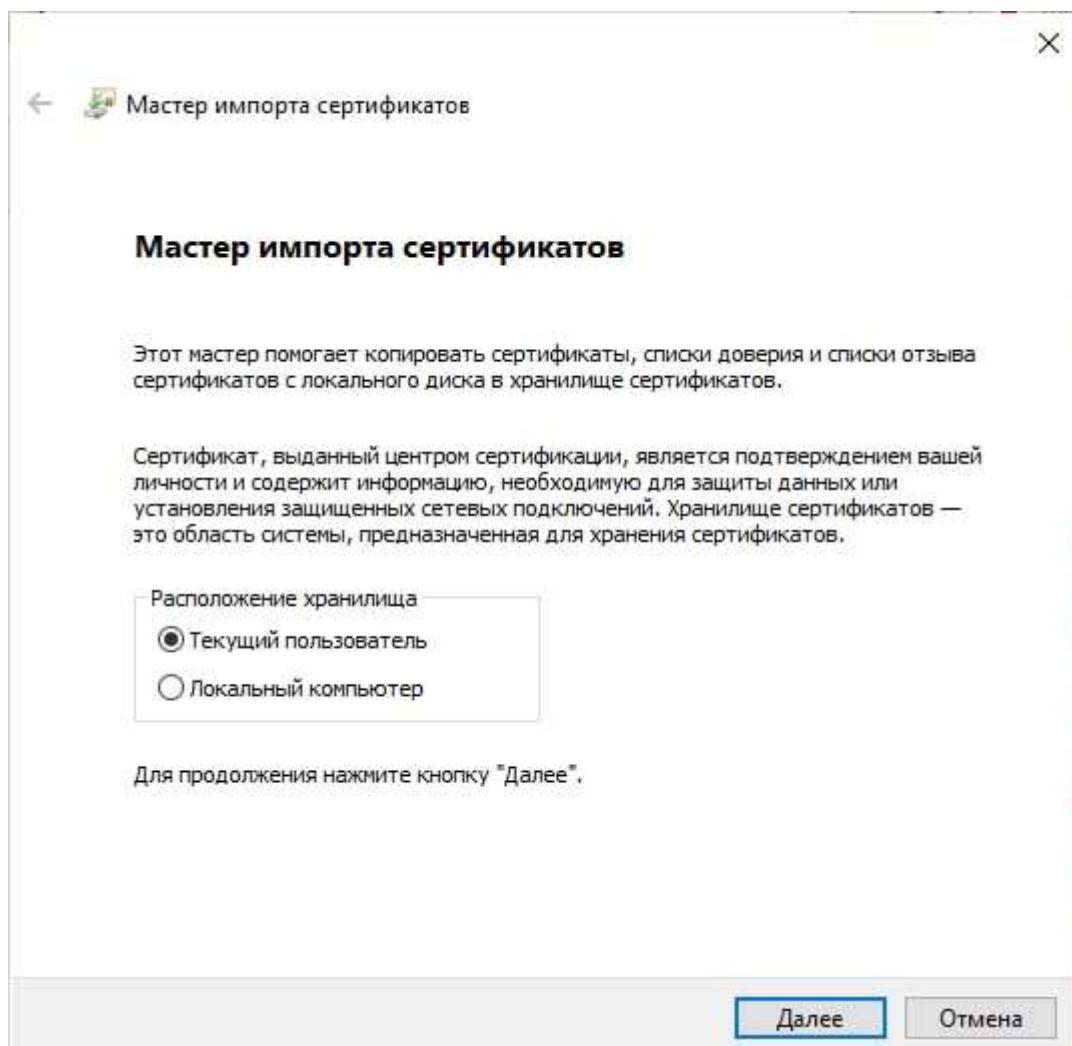 Мастер импорта сертификатов
Мастер импорта сертификатов
Этот мастер помогает копировать сертификаты, списки доверия и списки отзыва
сертификатов с локального диска в хранилище сертификатов.
Сертификат, выданный центром сертификации, является подтверждением вашей
личности и содержит информацию, необходимую для защиты данных или
установления защищенных сетевых подключений. Хранилище сертификатов —
это область системы, предназначенная для хранения сертификатов.
Расположение хранилища
Текущий пользователь
Локальный компьютер
Для продолжения нажмите кнопку "Далее".
Далее
Отмена